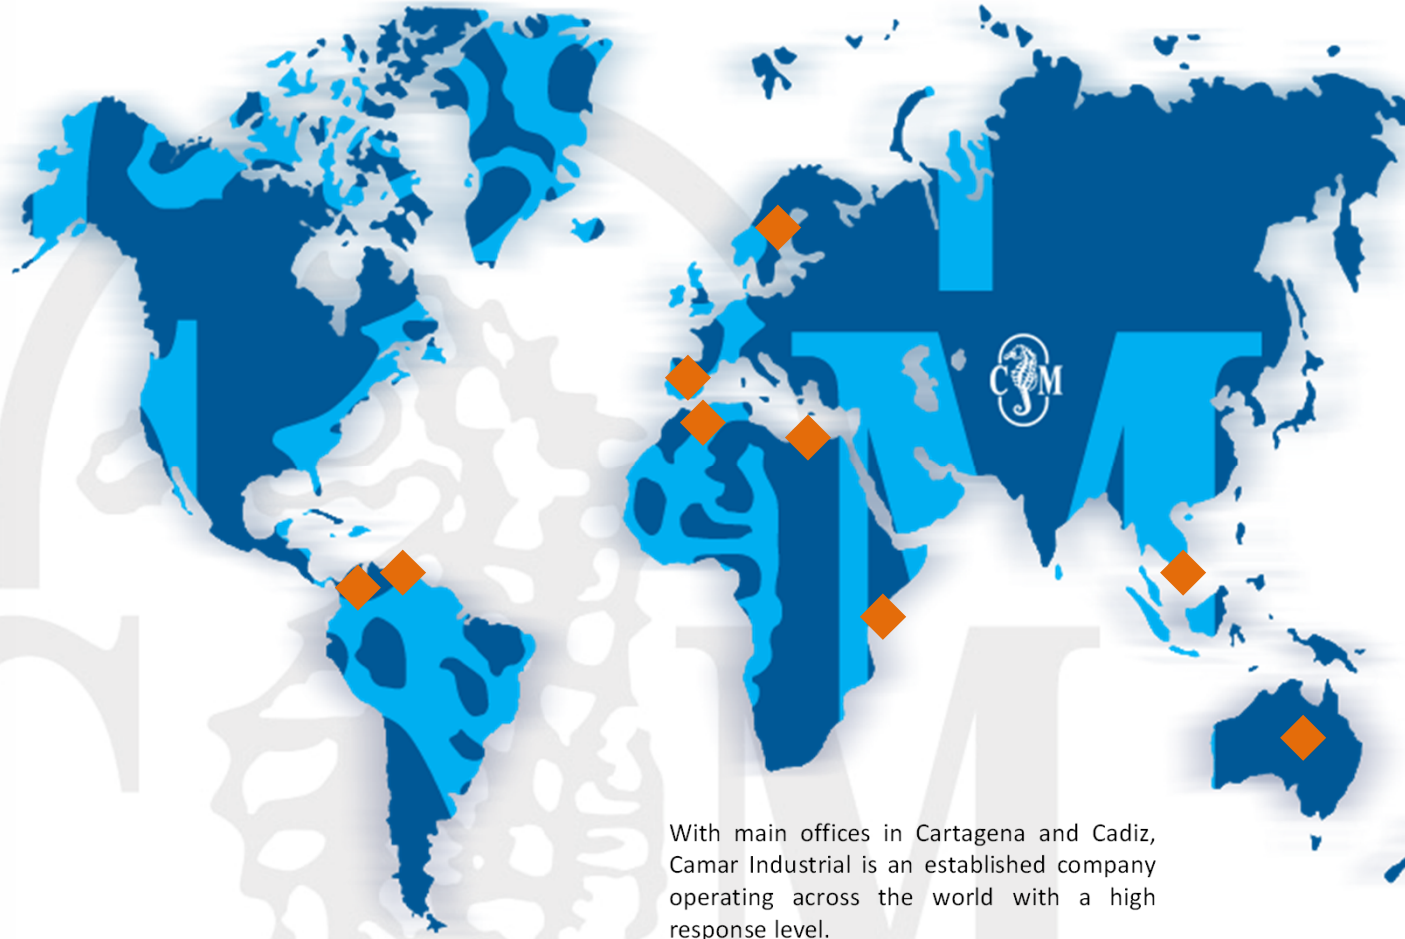 C M
With main offices in Cartagena and Cadiz,
Camar Industrial is an established company
operating across the world with a high
response level.
C M